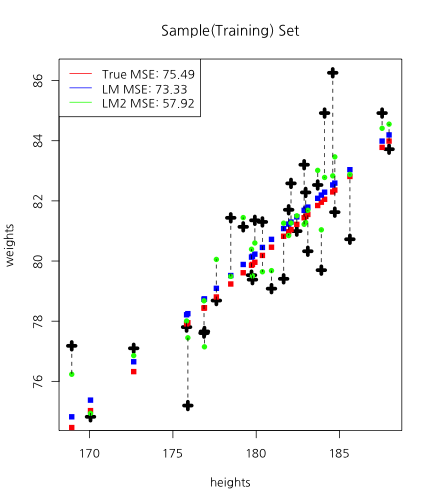 Sample(Training) Set
True MSE: 75.49
LM MSE: 73.33
LM2 MSE: 57.92
86
84
82
80
78
76
weights
170
175
180
185
heights